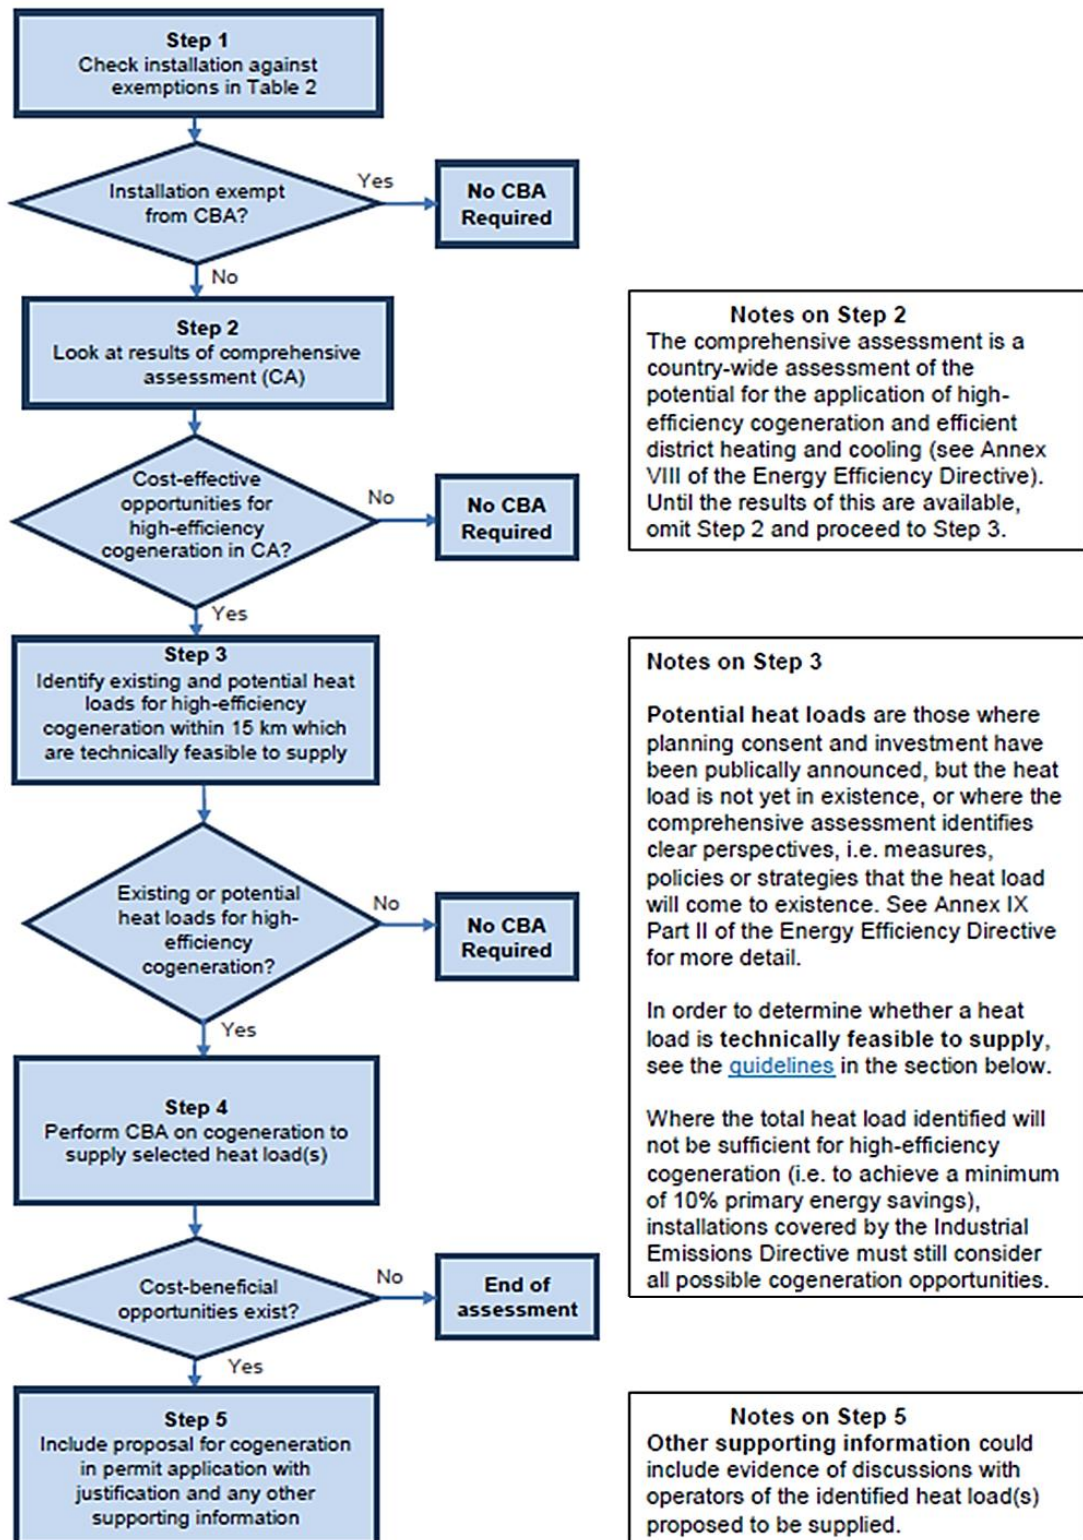 Step 1
Check installation against
exemptions in Table 2
Installation exempt
from CBA?
Yes
No CBA
Required
No
Step 2
Look at results of comprehensive
assessment (CA)
Notes on Step 2
The comprehensive assessment is a
country-wide assessment of the
potential for the application of high-
efficiency cogeneration and efficient
district heating and cooling (see Annex
VIII of the Energy Efficiency Directive).
Until the results of this are available,
omit Step 2 and proceed to Step 3.
Cost-effective
opportunities for
high-efficiency
cogeneration in CA?
No
No CBA
Required
Yes
Step 3
Identify existing and potential heat
loads for high-efficiency
cogeneration within 15 km which
are technically feasible to supply
Notes on Step 3
Potential heat loads are those where
planning consent and investment have
been publically announced, but the heat
load is not yet in existence, or where the
comprehensive assessment identifies
clear perspectives, i.e. measures,
policies or strategies that the heat load
will come to existence. See Annex IX
Part II of the Energy Efficiency Directive
for more detail.
In order to determine whether a heat
load is technically feasible to supply,
see the guidelines in the section below.
Where the total heat load identified will
not be sufficient for high-efficiency
cogeneration (i.e. to achieve a minimum
of 10% primary energy savings),
installations covered by the Industrial
Emissions Directive must still consider
all possible cogeneration opportunities.
Existing or potential
heat loads for high-
efficiency
cogeneration?
No
No CBA
Required
Yes
Step 4
Perform CBA on cogeneration to
supply selected heat load(s)
Cost-beneficial
opportunities exist?
No
End of
assessment
Yes
Step 5
Include proposal for cogeneration
in permit application with
justification and any other
supporting information
Notes on Step 5
Other supporting information could
include evidence of discussions with
operators of the identified heat load(s)
proposed to be supplied.